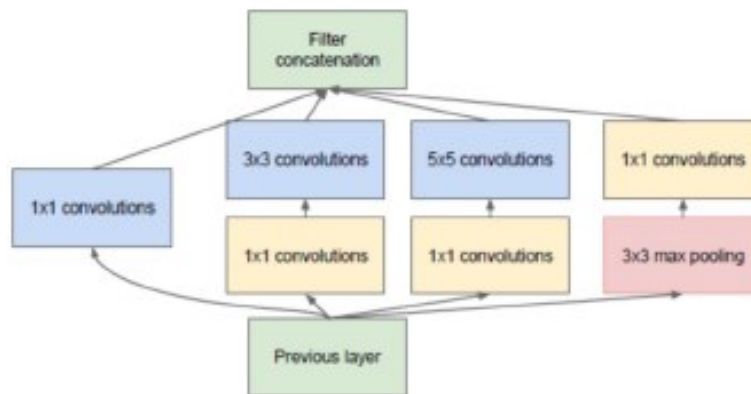 Filter
concatenation
3x3 convolutions
5x5 convolutions
1x1 convolutions
1x1 convolutions
1x1 convolutions
1x1 convolutions
3x3 max pooling
Previous layer